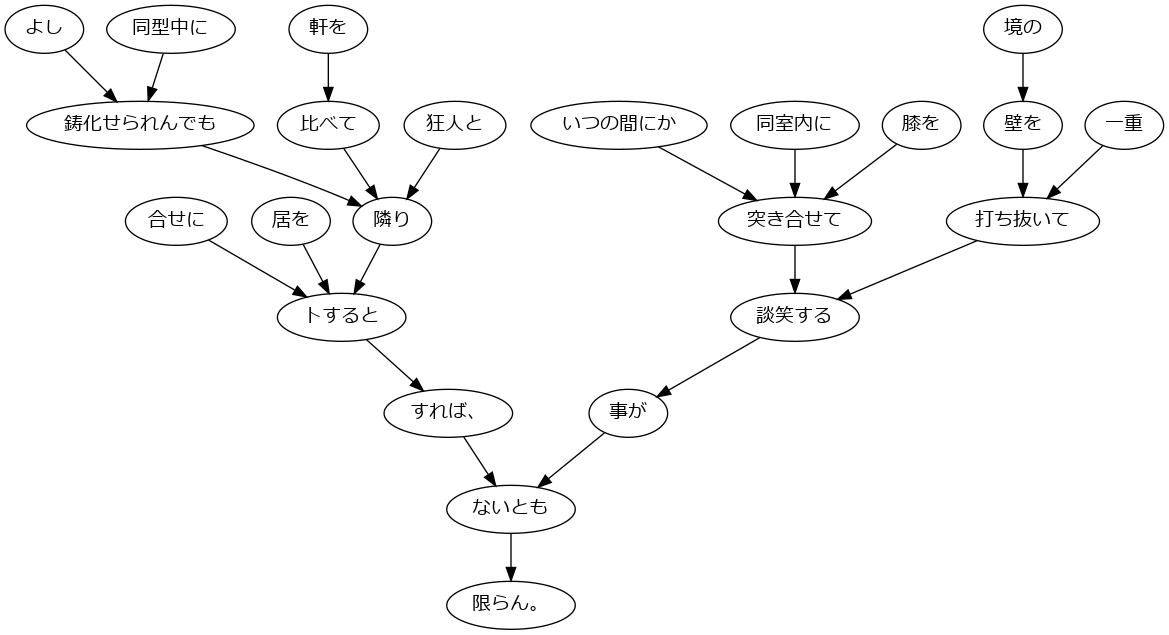 よし
同型中に
軒を
境の
鋳化せられんでも
比べて
狂人と
いつの間にか
同室内に
膝を
壁を
一重
合せに
居を
隣り
突き合せて
打ち抜いて
卜すると
談笑する
すれば、
事が
ないとも
限らん。